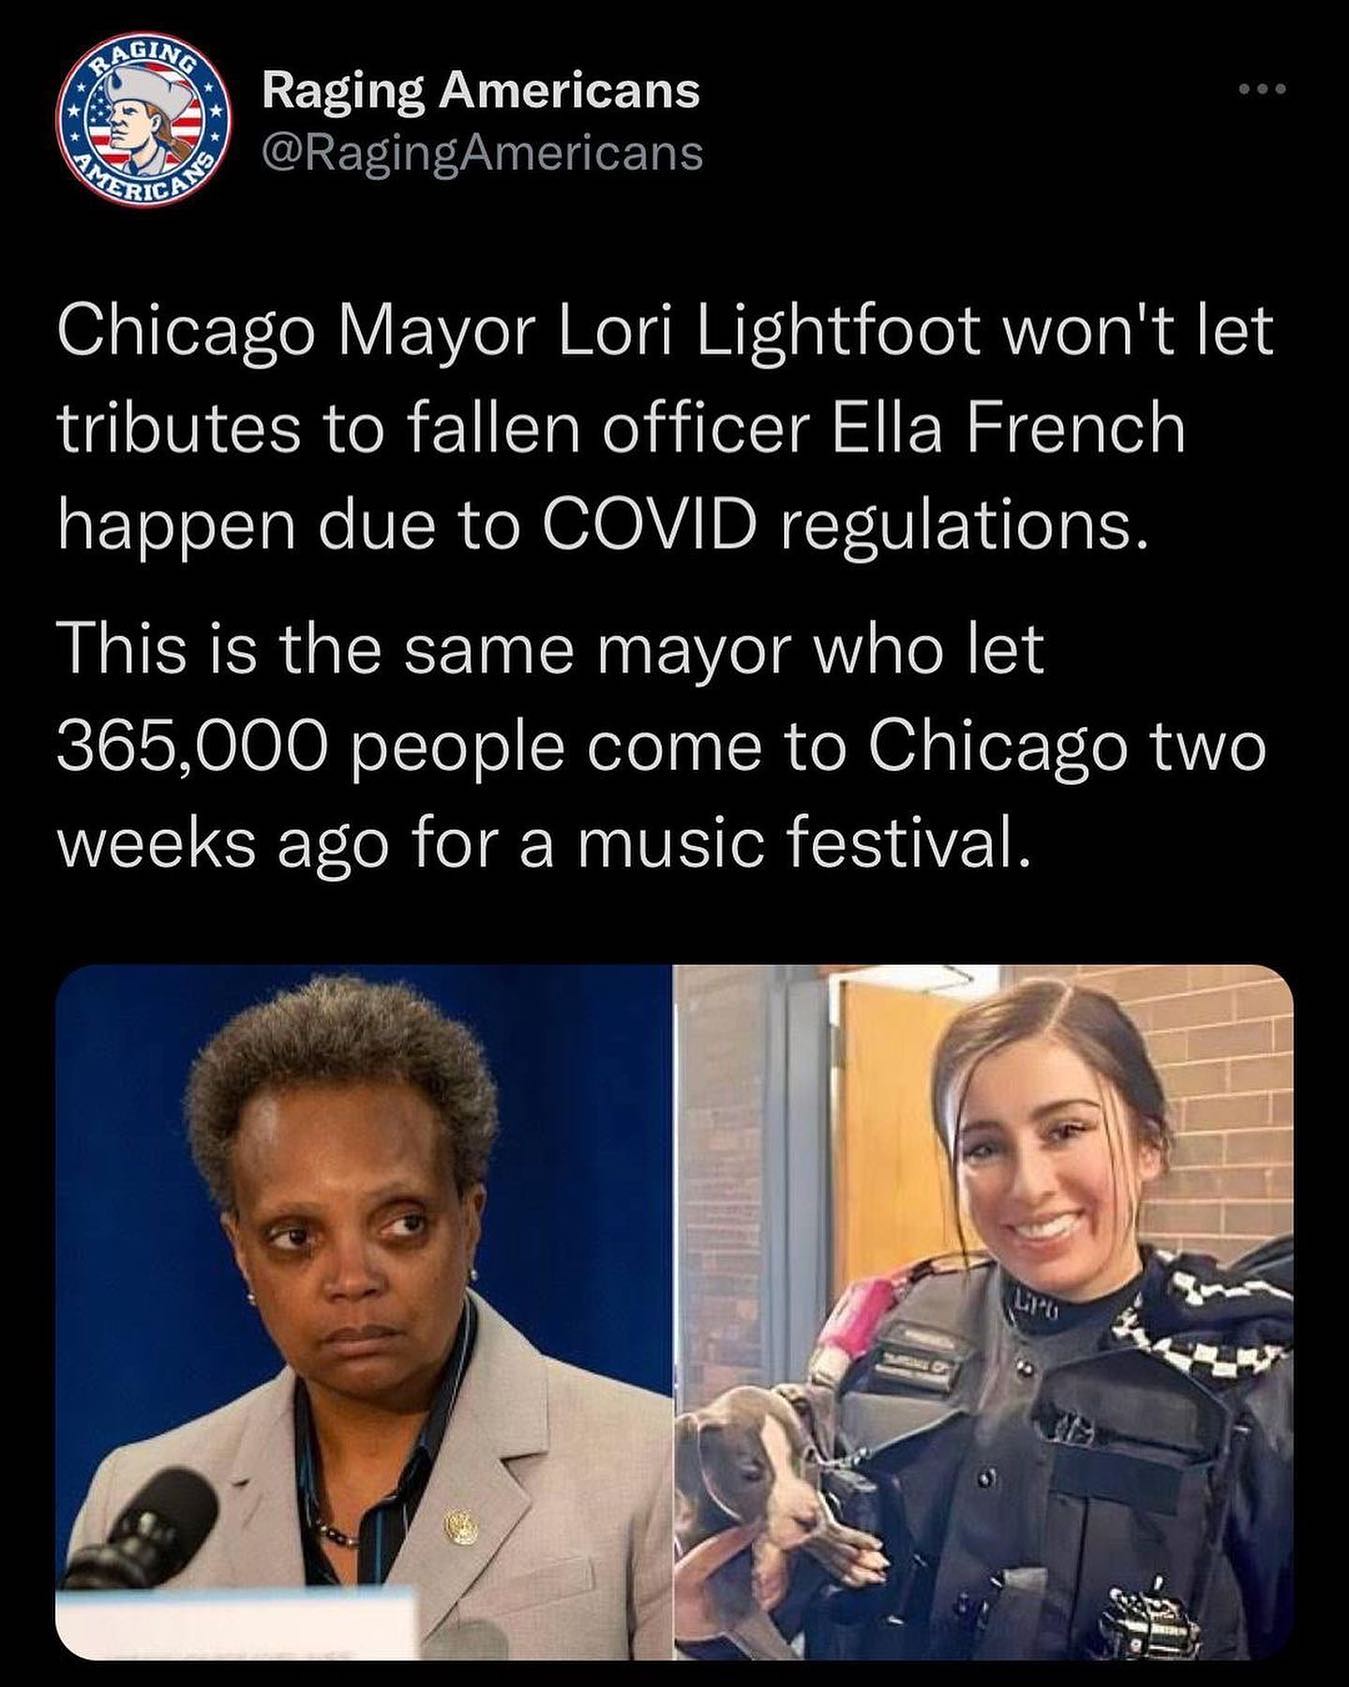 RAGING
AMERICANS
Raging Americans
@RagingAmericans
Chicago Mayor Lori Lightfoot won't let
tributes to fallen officer Ella French
happen due to COVID regulations.
This is the same mayor who let
365,000 people come to Chicago two
weeks ago for a music festival.